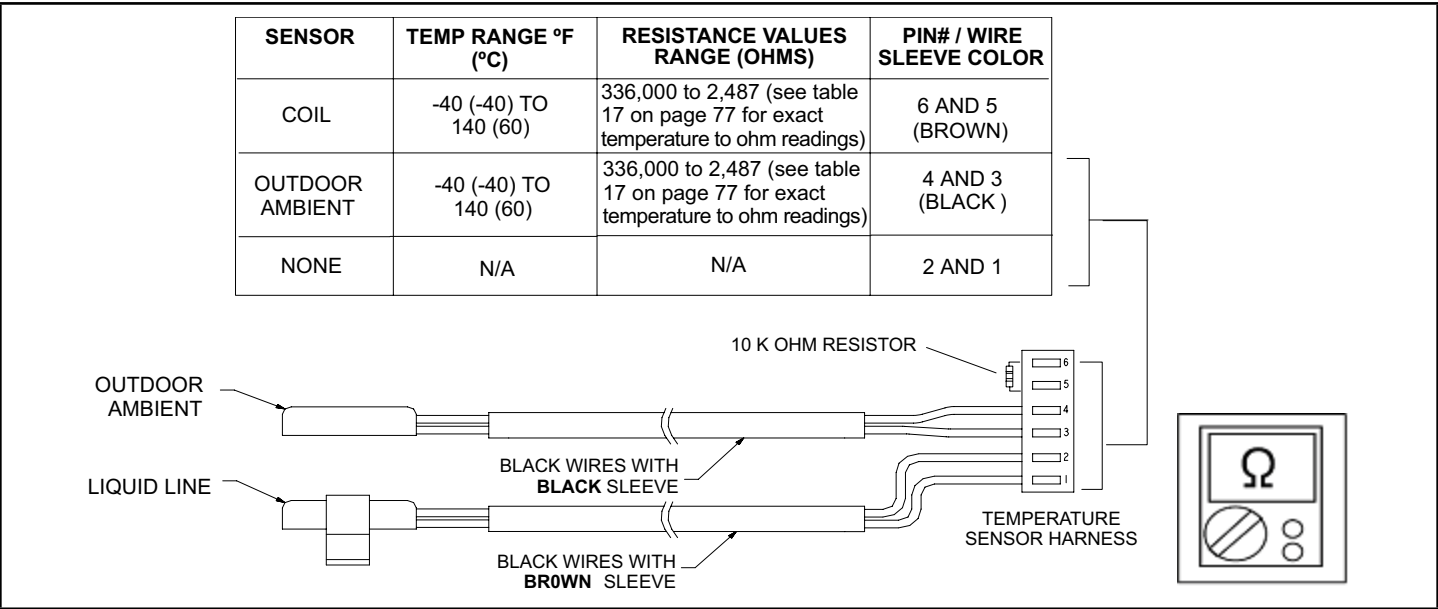 SENSOR
TEMP RANGE ºF
(ºC)
RESISTANCE VALUES
RANGE (OHMS)
PIN# / WIRE
SLEEVE COLOR
COIL
-40 (-40) TO
140 (60)
336,000 to 2,487 (see table
17 on page 77 for exact
temperature to ohm readings)
6 AND 5
(BROWN)
OUTDOOR
AMBIENT
-40 (-40) TO
140 (60)
336,000 to 2,487 (see table
17 on page 77 for exact
temperature to ohm readings)
4 AND 3
(BLACK )
NONE
N/A
N/A
2 AND 1
10 K OHM RESISTOR
6
5
4
3
2
1
OUTDOOR
AMBIENT
BLACK WIRES WITH
BLACK SLEEVE
LIQUID LINE
BLACK WIRES WITH
BR0WN SLEEVE
TEMPERATURE
SENSOR HARNESS
Ω